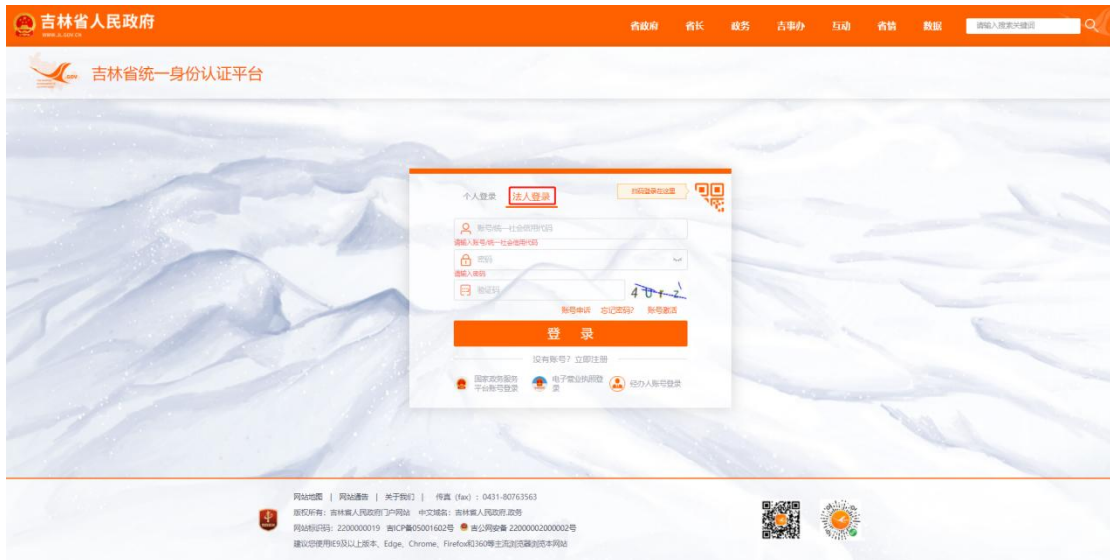 吉林省人民政府
WWW.JL.GOV.CN
省政府 省长 政务 吉事办 互动 省情 数据 请输入搜索关键词
吉林省统一身份认证平台
个人登录 法人登录 扫码登录在这里
账号/统一社会信用代码
请输入账号/统一社会信用代码
密码
请输入密码
验证码
账号申诉 忘记密码? 账号激活
登 录
没有账号? 立即注册
国家政务服务平台账号登录
电子营业执照登录
经办人账号登录
网站地图 | 网站通告 | 关于我们 | 传真 (fax) : 0431-80763563
版权所有: 吉林省人民政府门户网站 中文域名: 吉林省人民政府.政务
网站标识码: 2200000019 吉ICP备05001602号 吉公网安备 22000002000002号
建议您使用IE9及以上版本、Edge、Chrome、Firefox和360等主流浏览器浏览本网站